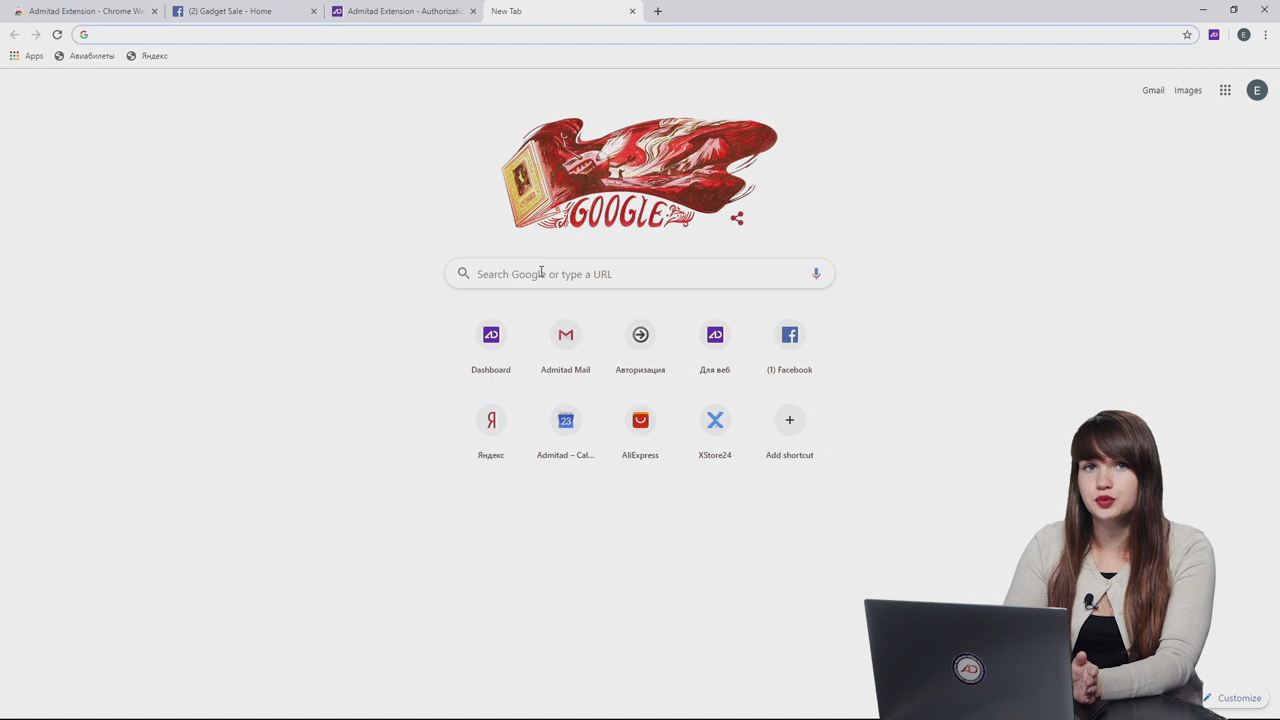 Admitad Extension - Chrome We
(2) Gadget Sale - Home
Admitad Extension - Authorizati
New Tab
E
Apps
Авиабилеты
Яндекс
Gmail
Images
E
GOOGLE
Search Google or type a URL
Dashboard
Admitad Mail
Авторизация
Для веб
(1) Facebook
Я
23
Яндекс
Admitad – Cal...
AliExpress
XStore24
Add shortcut
AD
Customize